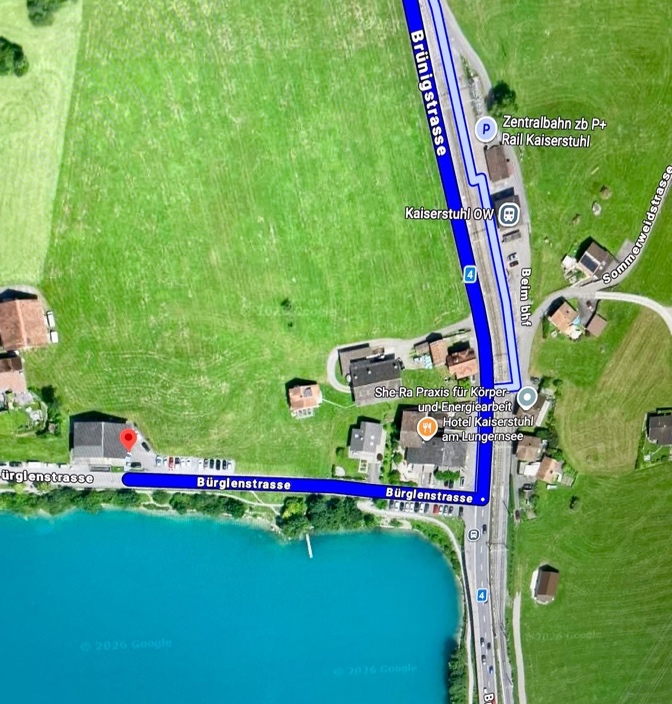 Brünigstrasse
P
Zentralbahn zb P+
Rail Kaiserstuhl
Kaiserstuhl OW
Sommerweidstrasse
4
Beim bhf
She-Ra Praxis für Körper-
und Energiearbeit
Hotel Kaiserstuhl
am Lungernsee
ürglenstrasse
Bürglenstrasse
Bürglenstrasse
4
© 2026 Google
© 2026 Google
© 2026 Google
B